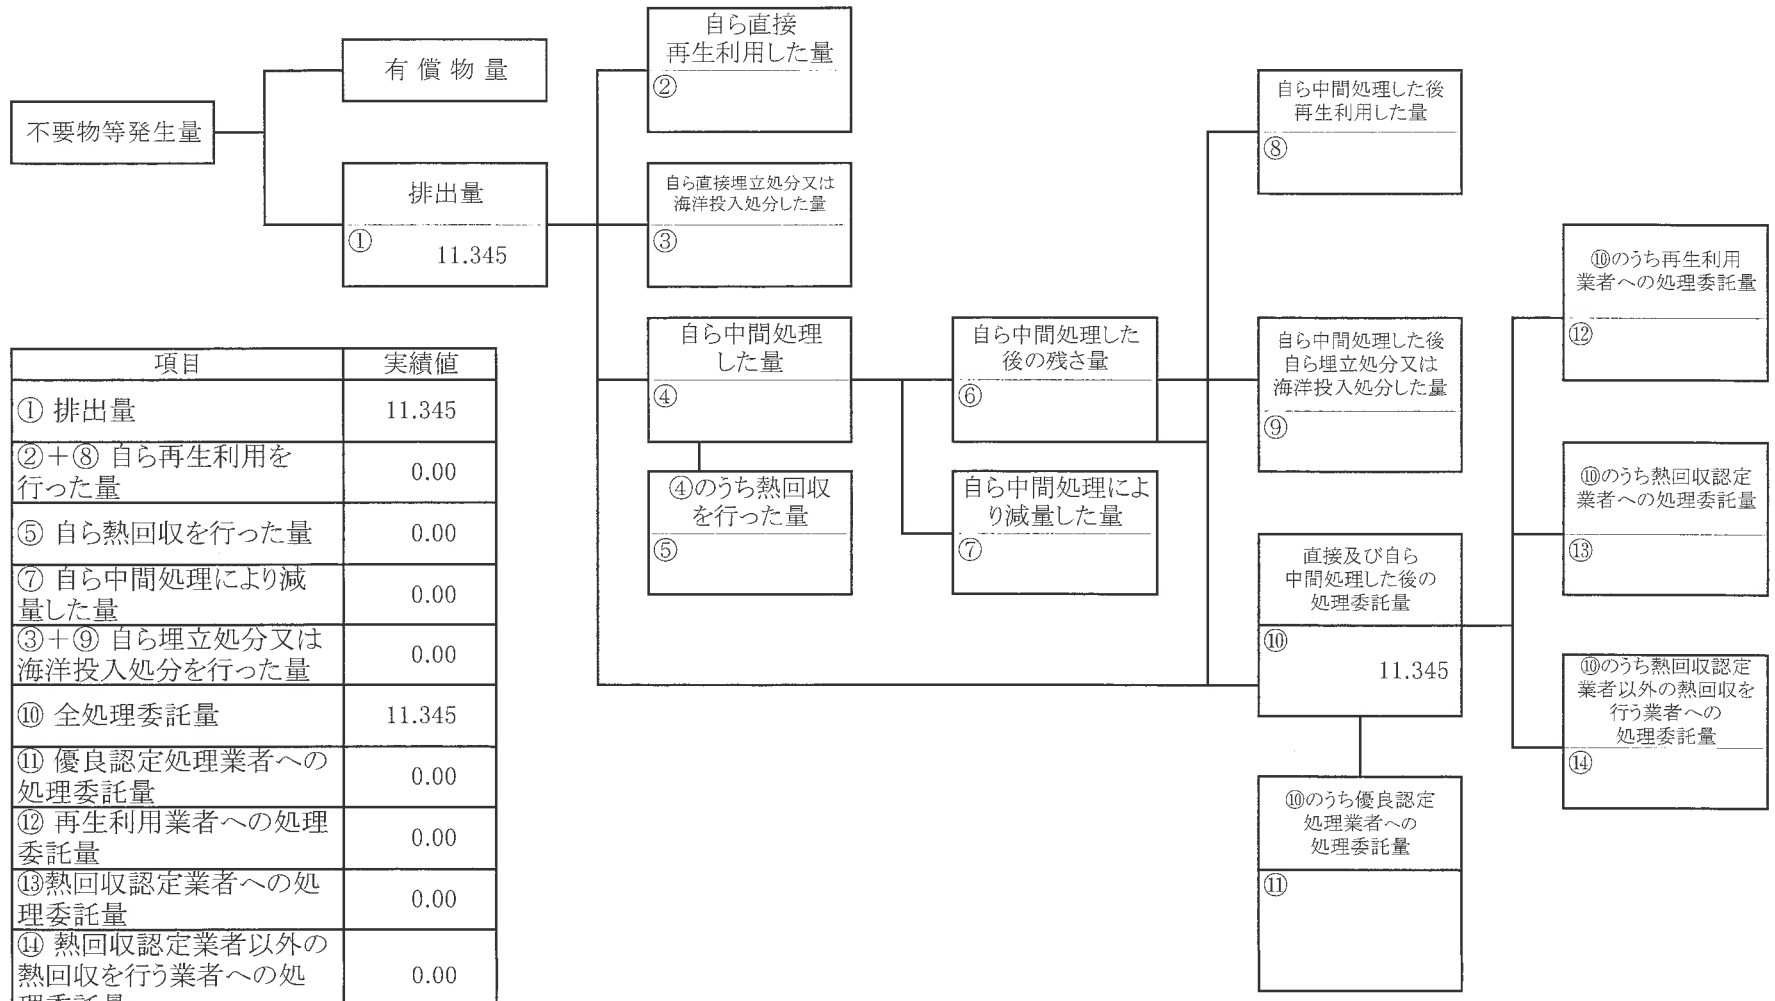 不要物等発生量
有償物量
排出量
①
11.345
自ら直接
再生利用した量
②
自ら直接埋立処分又は
海洋投入処分した量
③
自ら中間処理
した量
④
④のうち熱回収
を行った量
⑤
自ら中間処理した
後の残さ量
⑥
自ら中間処理によ
り減量した量
⑦
自ら中間処理した後
再生利用した量
⑧
自ら中間処理した後
自ら埋立処分又は
海洋投入処分した量
⑨
直接及び自ら
中間処理した後の
処理委託量
⑩
11.345
⑩のうち優良認定
処理業者への
処理委託量
⑪
⑩のうち再生利用
業者への処理委託量
⑫
⑩のうち熱回収認定
業者への処理委託量
⑬
⑩のうち熱回収認定
業者以外の熱回収を
行う業者への
処理委託量
⑭
項目 実績値
① 排出量 11.345
②＋⑧ 自ら再生利用を
行った量 0.00
⑤ 自ら熱回収を行った量 0.00
⑦ 自ら中間処理により減
量した量 0.00
③＋⑨ 自ら埋立処分又は
海洋投入処分を行った量 0.00
⑩ 全処理委託量 11.345
⑪ 優良認定処理業者への
処理委託量 0.00
⑫ 再生利用業者への処理
委託量 0.00
⑬熱回収認定業者への処
理委託量 0.00
⑭ 熱回収認定業者以外の
熱回収を行う業者への処 0.00
理委託量